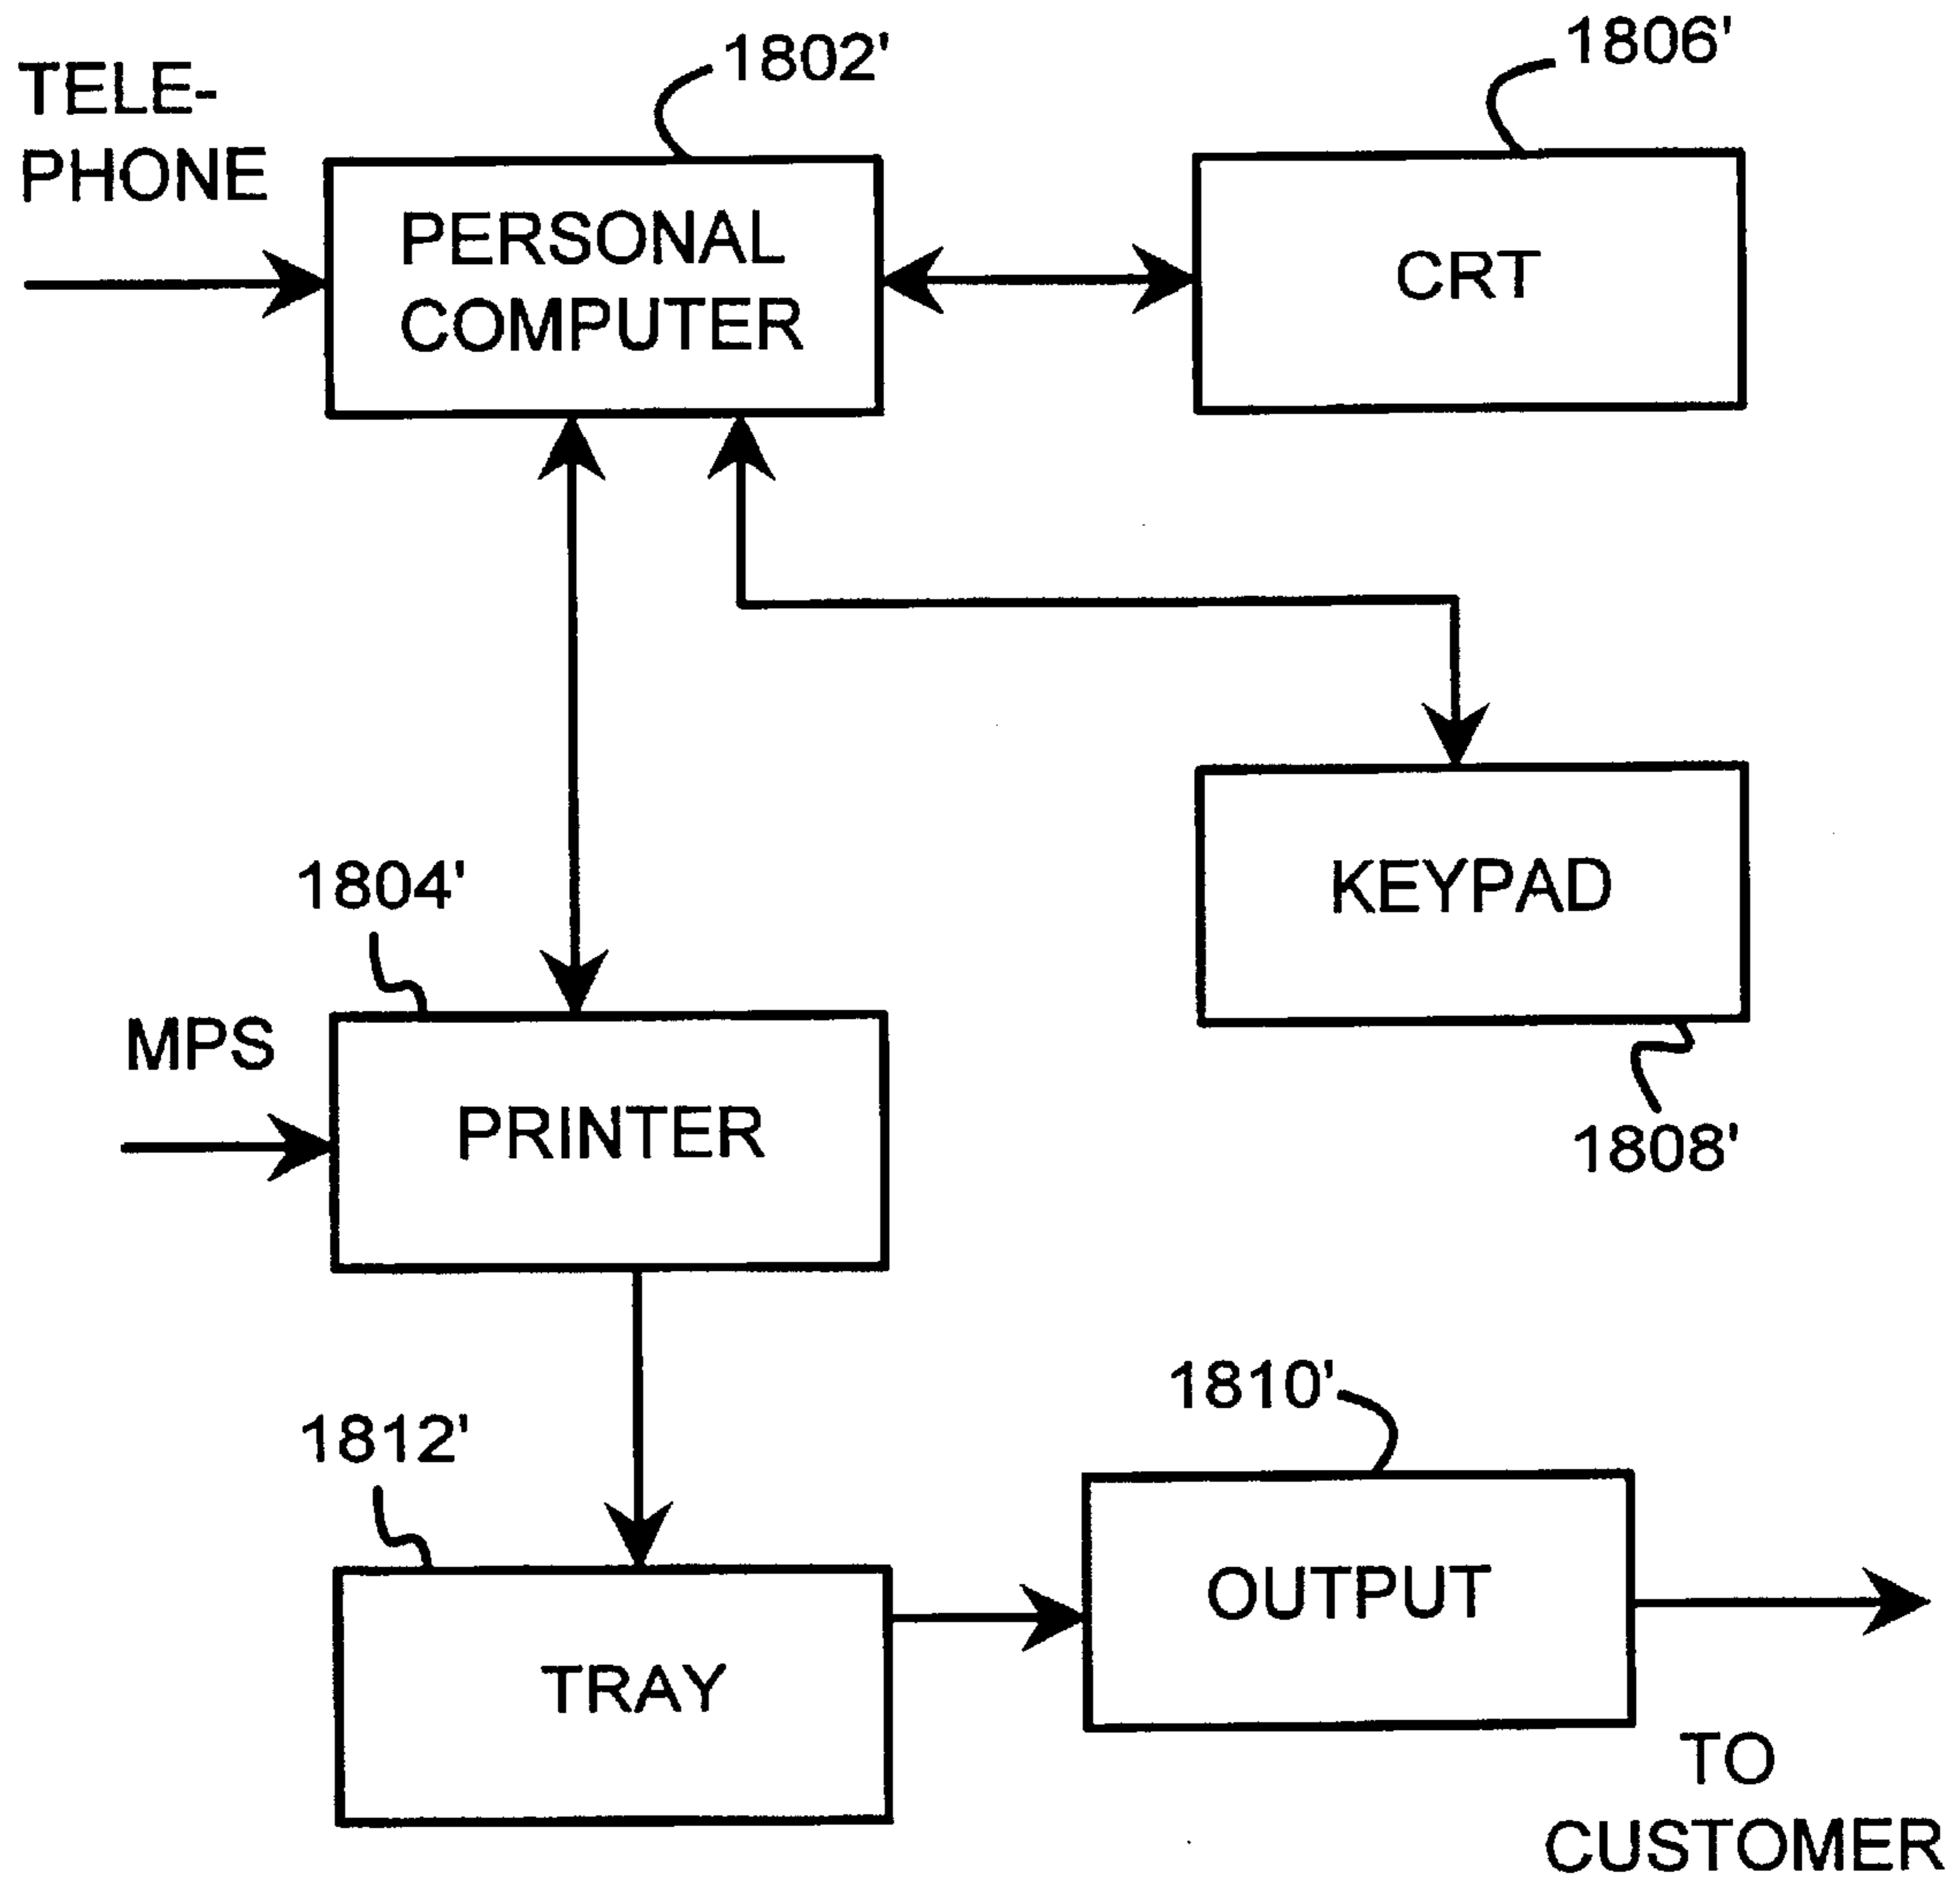 1802'
1806'
TELE-
PHONE
PERSONAL
COMPUTER
CRT
1804'
KEYPAD
MPS
PRINTER
1808'
1810'
1812'
OUTPUT
TRAY
TO
CUSTOMER